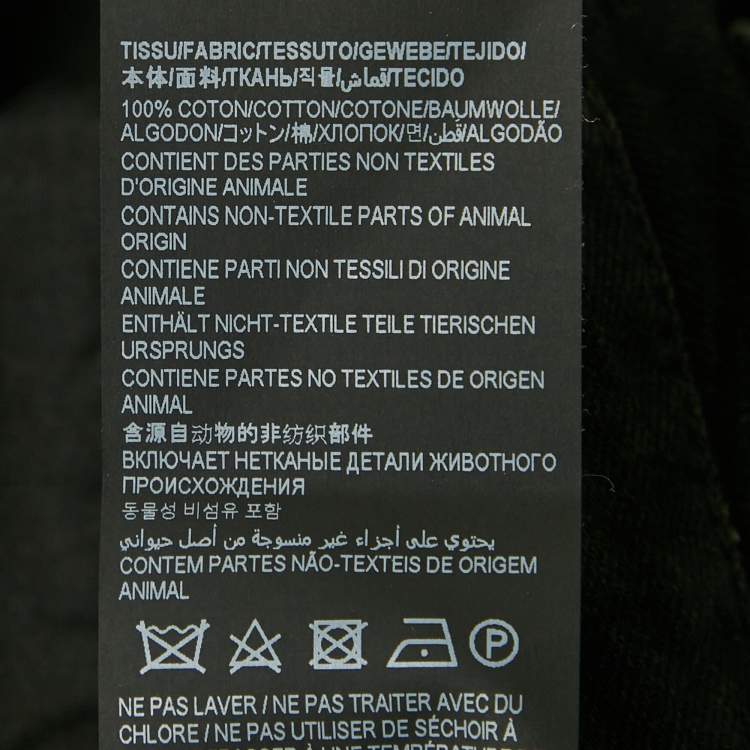 TISSU/FABRIC/TESSUTO/GEWEBE/TEJIDO/
本体/面料/ТКАНЬ/직물/قماش/TECIDO
100% COTON/COTTON/COTONE/BAUMWOLLE/
ALGODON/コットン/棉/ХЛОПОК/면/قطن/ALGODÃO
CONTIENT DES PARTIES NON TEXTILES
D'ORIGINE ANIMALE
CONTAINS NON-TEXTILE PARTS OF ANIMAL
ORIGIN
CONTIENE PARTI NON TESSILI DI ORIGINE
ANIMALE
ENTHÄLT NICHT-TEXTILE TEILE TIERISCHEN
URSPRUNGS
CONTIENE PARTES NO TEXTILES DE ORIGEN
ANIMAL
含源自动物的非纺织部件
ВКЛЮЧАЕТ НЕТКАНЫЕ ДЕТАЛИ ЖИВОТНОГО
ПРОИСХОЖДЕНИЯ
동물성 비섬유 포함
يحتوي على أجزاء غير منسوجة من أصل حيواني
CONTEM PARTES NÃO-TEXTEIS DE ORIGEM
ANIMAL
P
NE PAS LAVER / NE PAS TRAITER AVEC DU
CHLORE / NE PAS UTILISER DE SÉCHOIR À